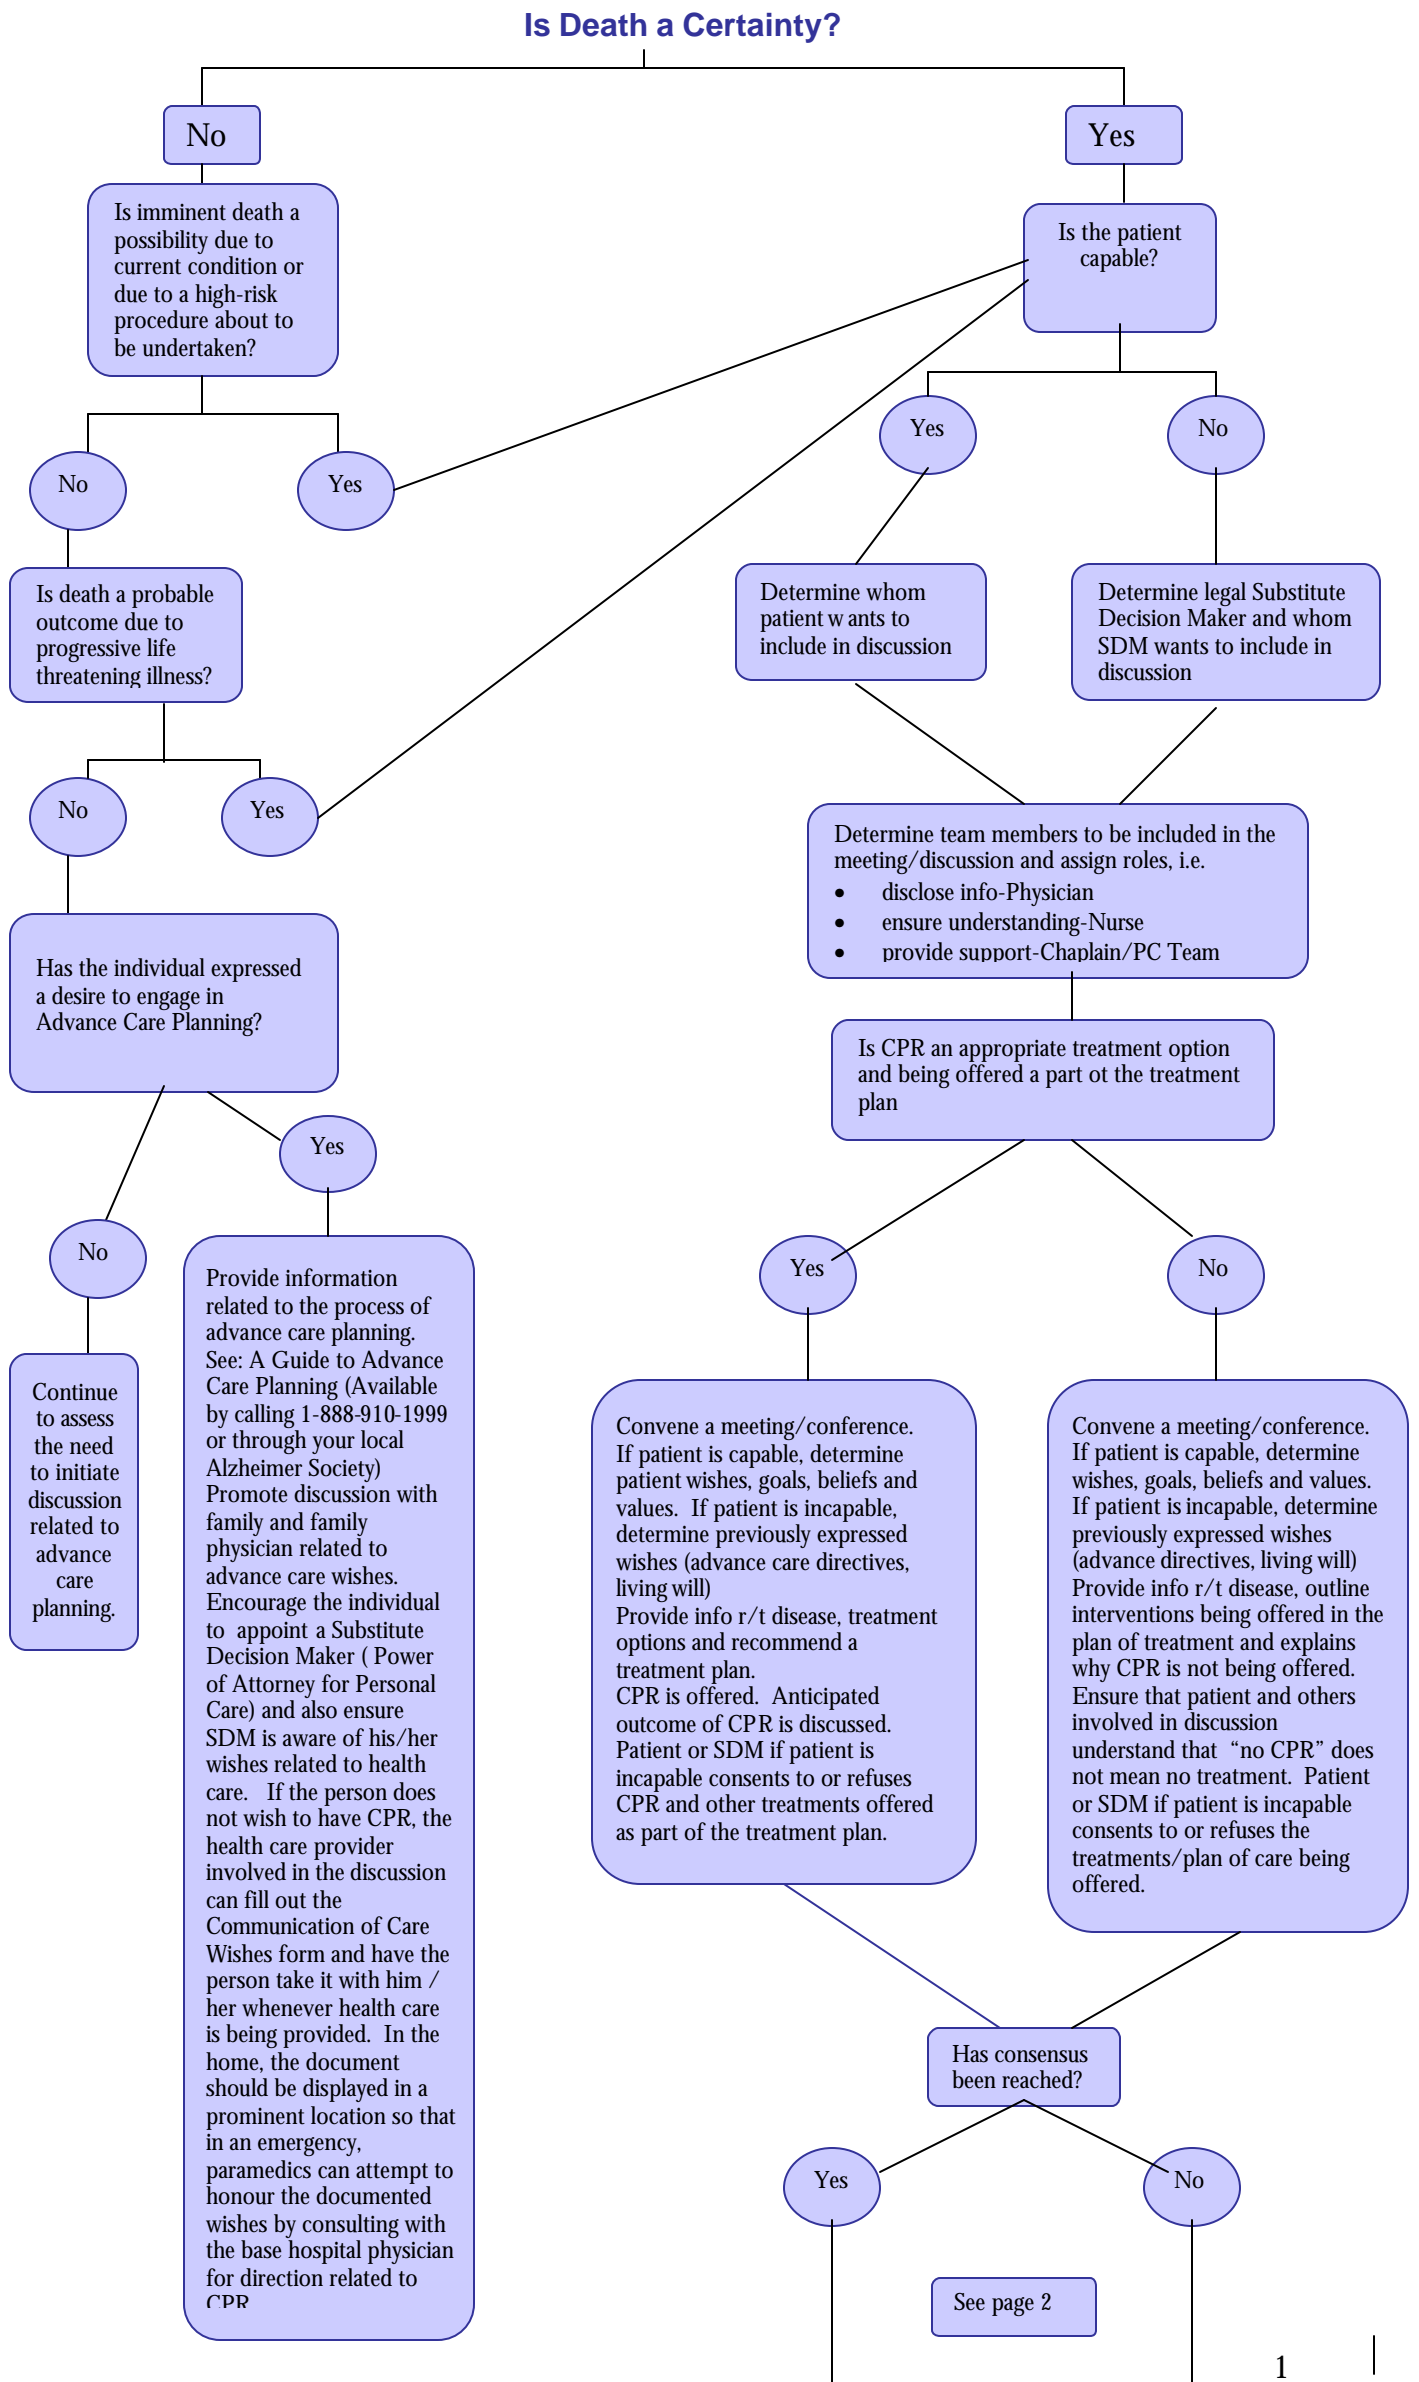 Is Death a Certainty?
No
Yes
Is imminent death a
possibility due to
current condition or
due to a high-risk
procedure about to
be undertaken?
Is the patient
capable?
No
Yes
Yes
No
Is death a probable
outcome due to
progressive life
threatening illness?
Determine whom
patient w ants to
include in discussion
Determine legal Substitute
Decision Maker and whom
SDM wants to include in
discussion
No
Yes
Determine team members to be included in the
meeting/discussion and assign roles, i.e.
• disclose info-Physician
• ensure understanding-Nurse
• provide support-Chaplain/PC Team
Has the individual expressed
a desire to engage in
Advance Care Planning?
Is CPR an appropriate treatment option
and being offered a part ot the treatment
plan
No
Yes
Yes
No
Continue
to assess
the need
to initiate
discussion
related to
advance
care
planning.
Provide information
related to the process of
advance care planning.
See: A Guide to Advance
Care Planning (Available
by calling 1-888-910-1999
or through your local
Alzheimer Society)
Promote discussion with
family and family
physician related to
advance care wishes.
Encourage the individual
to appoint a Substitute
Decision Maker ( Power
of Attorney for Personal
Care) and also ensure
SDM is aware of his/her
wishes related to health
care. If the person does
not wish to have CPR, the
health care provider
involved in the discussion
can fill out the
Communication of Care
Wishes form and have the
person take it with him /
her whenever health care
is being provided. In the
home, the document
should be displayed in a
prominent location so that
in an emergency,
paramedics can attempt to
honour the documented
wishes by consulting with
the base hospital physician
for direction related to
CPR
Convene a meeting/conference.
If patient is capable, determine
patient wishes, goals, beliefs and
values. If patient is incapable,
determine previously expressed
wishes (advance care directives,
living will)
Provide info r/t disease, treatment
options and recommend a
treatment plan.
CPR is offered. Anticipated
outcome of CPR is discussed.
Patient or SDM if patient is
incapable consents to or refuses
CPR and other treatments offered
as part of the treatment plan.
Convene a meeting/conference.
If patient is capable, determine
wishes, goals, beliefs and values.
If patient is incapable, determine
previously expressed wishes
(advance directives, living will)
Provide info r/t disease, outline
interventions being offered in the
plan of treatment and explains
why CPR is not being offered.
Ensure that patient and others
involved in discussion
understand that “no CPR” does
not mean no treatment. Patient
or SDM if patient is incapable
consents to or refuses the
treatments/plan of care being
offered.
Has consensus
been reached?
Yes
No
See page 2
1